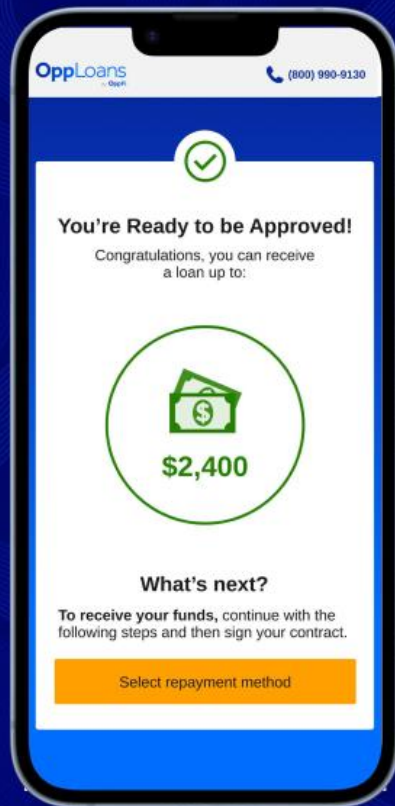 OppLoans
by OppFi
(800) 990-9130
You're Ready to be Approved!
Congratulations, you can receive
a loan up to:
$
$2,400
What's next?
To receive your funds, continue with the
following steps and then sign your contract.
Select repayment method